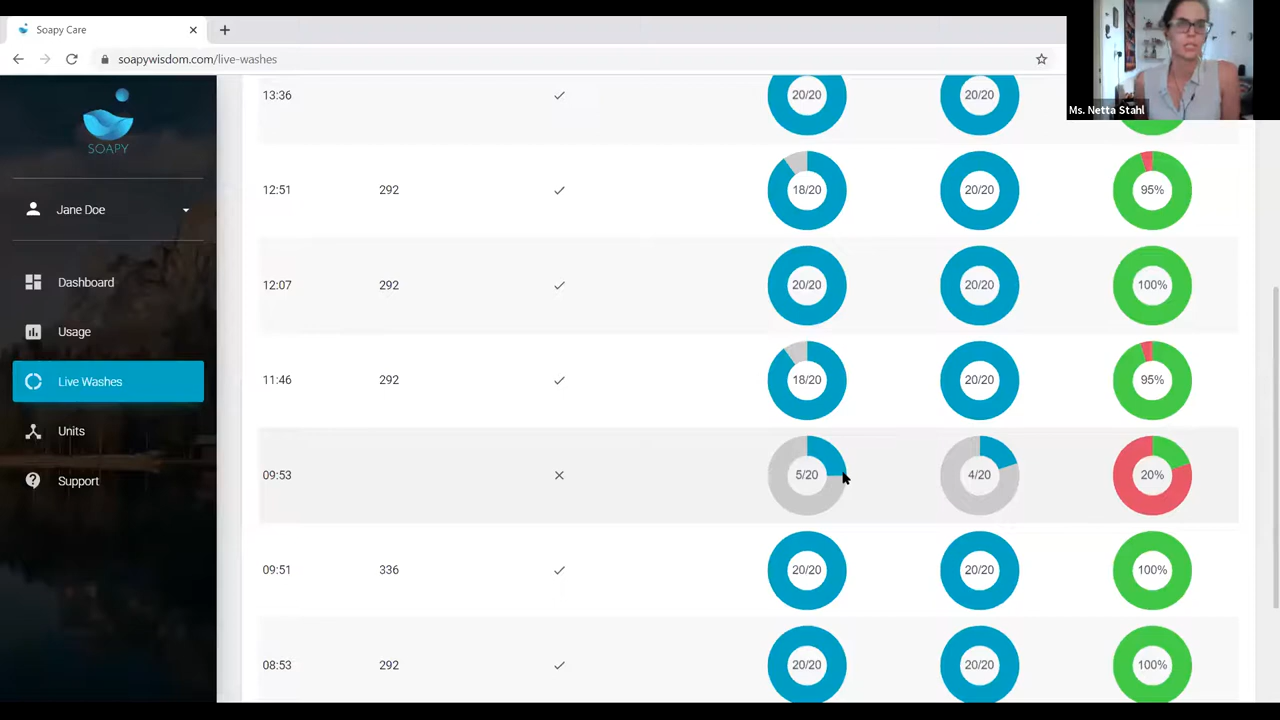 Soapy Care
soapywisdom.com/live-washes
Ms. Netta Stahl
SOAPY
Jane Doe
Dashboard
Usage
Live Washes
Units
Support
13:36 20/20 20/20
12:51 292 18/20 20/20 95%
12:07 292 20/20 20/20 100%
11:46 292 18/20 20/20 95%
09:53 5/20 4/20 20%
09:51 336 20/20 20/20 100%
08:53 292 20/20 20/20 100%